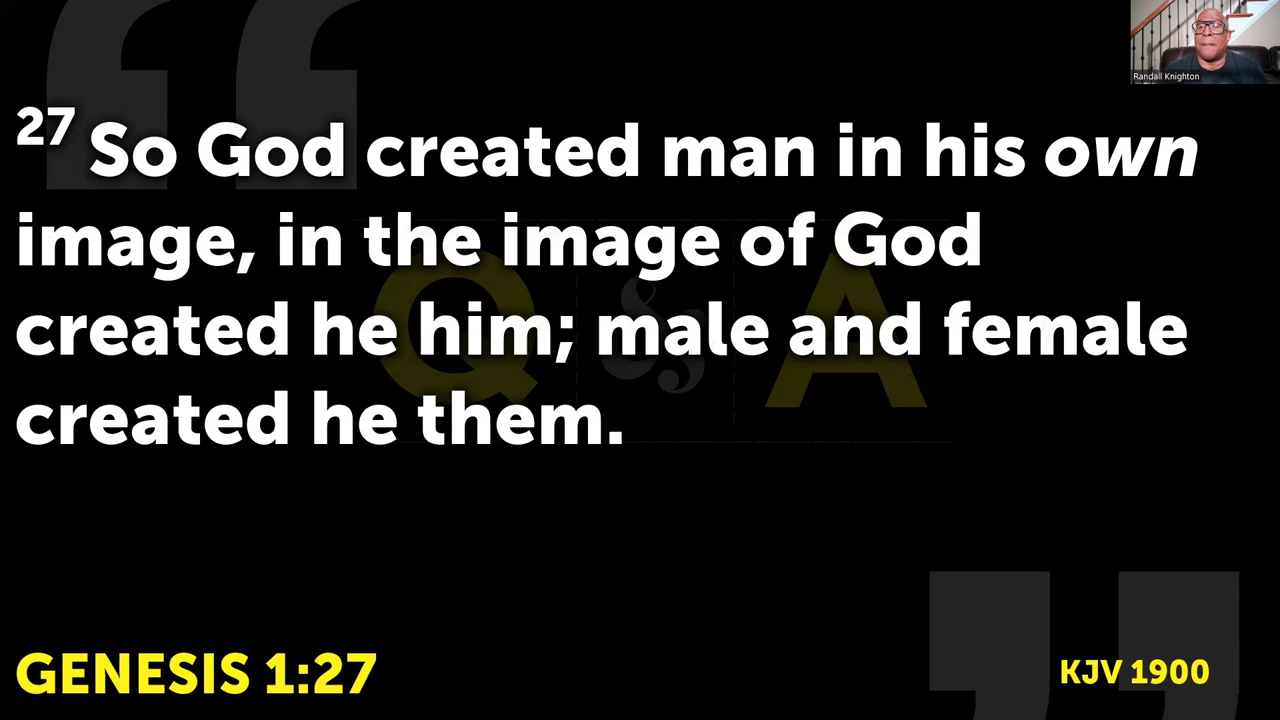 Randall Knighton
27 So God created man in his own
image, in the image of God
created he him; male and female
created he them.
Q & A
GENESIS 1:27
KJV 1900